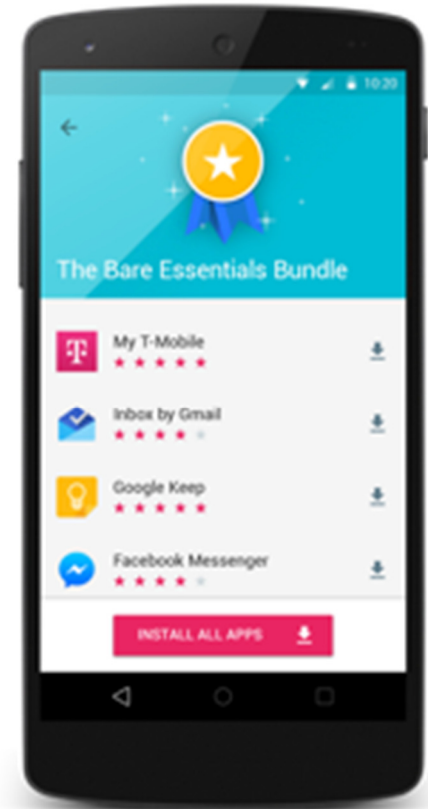 10:20
The Bare Essentials Bundle
T
My T-Mobile
Inbox by Gmail
Google Keep
Facebook Messenger
INSTALL ALL APPS